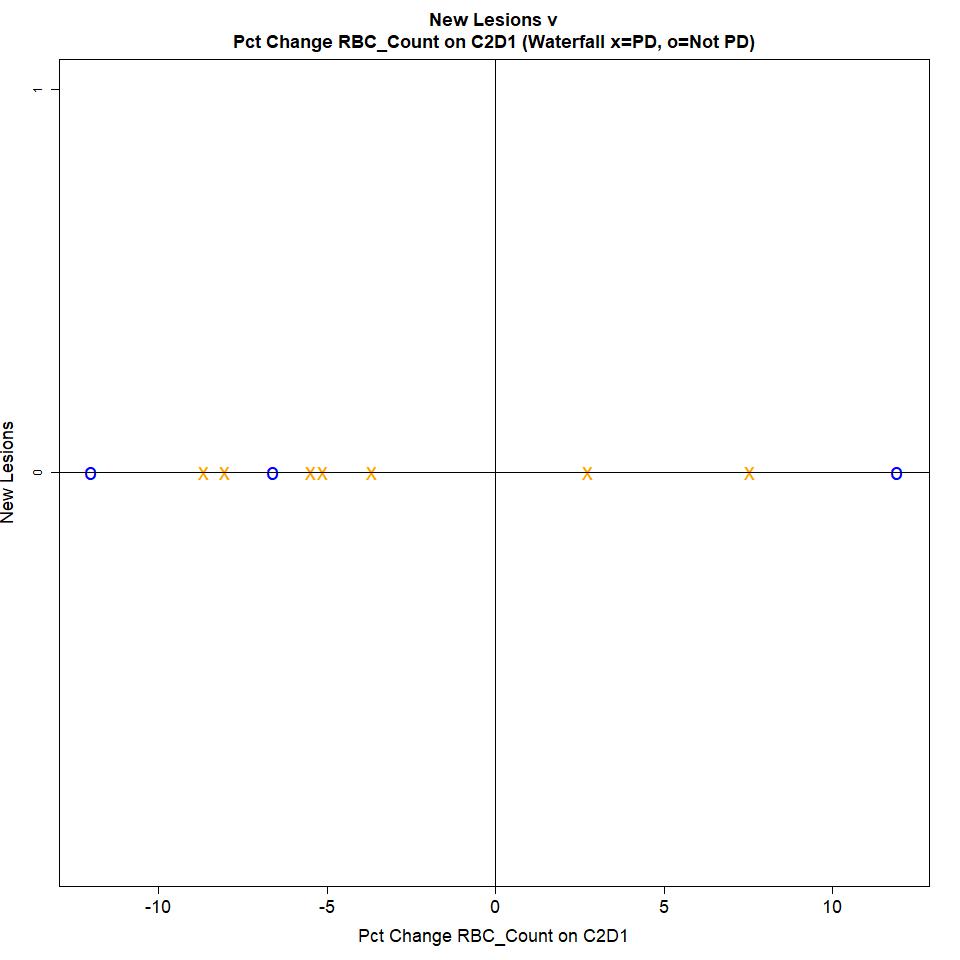 New Lesions v
Pct Change RBC_Count on C2D1 (Waterfall x=PD, o=Not PD)
1
New Lesions
0
o x x o x x x x x o
-10 -5 0 5 10
Pct Change RBC_Count on C2D1